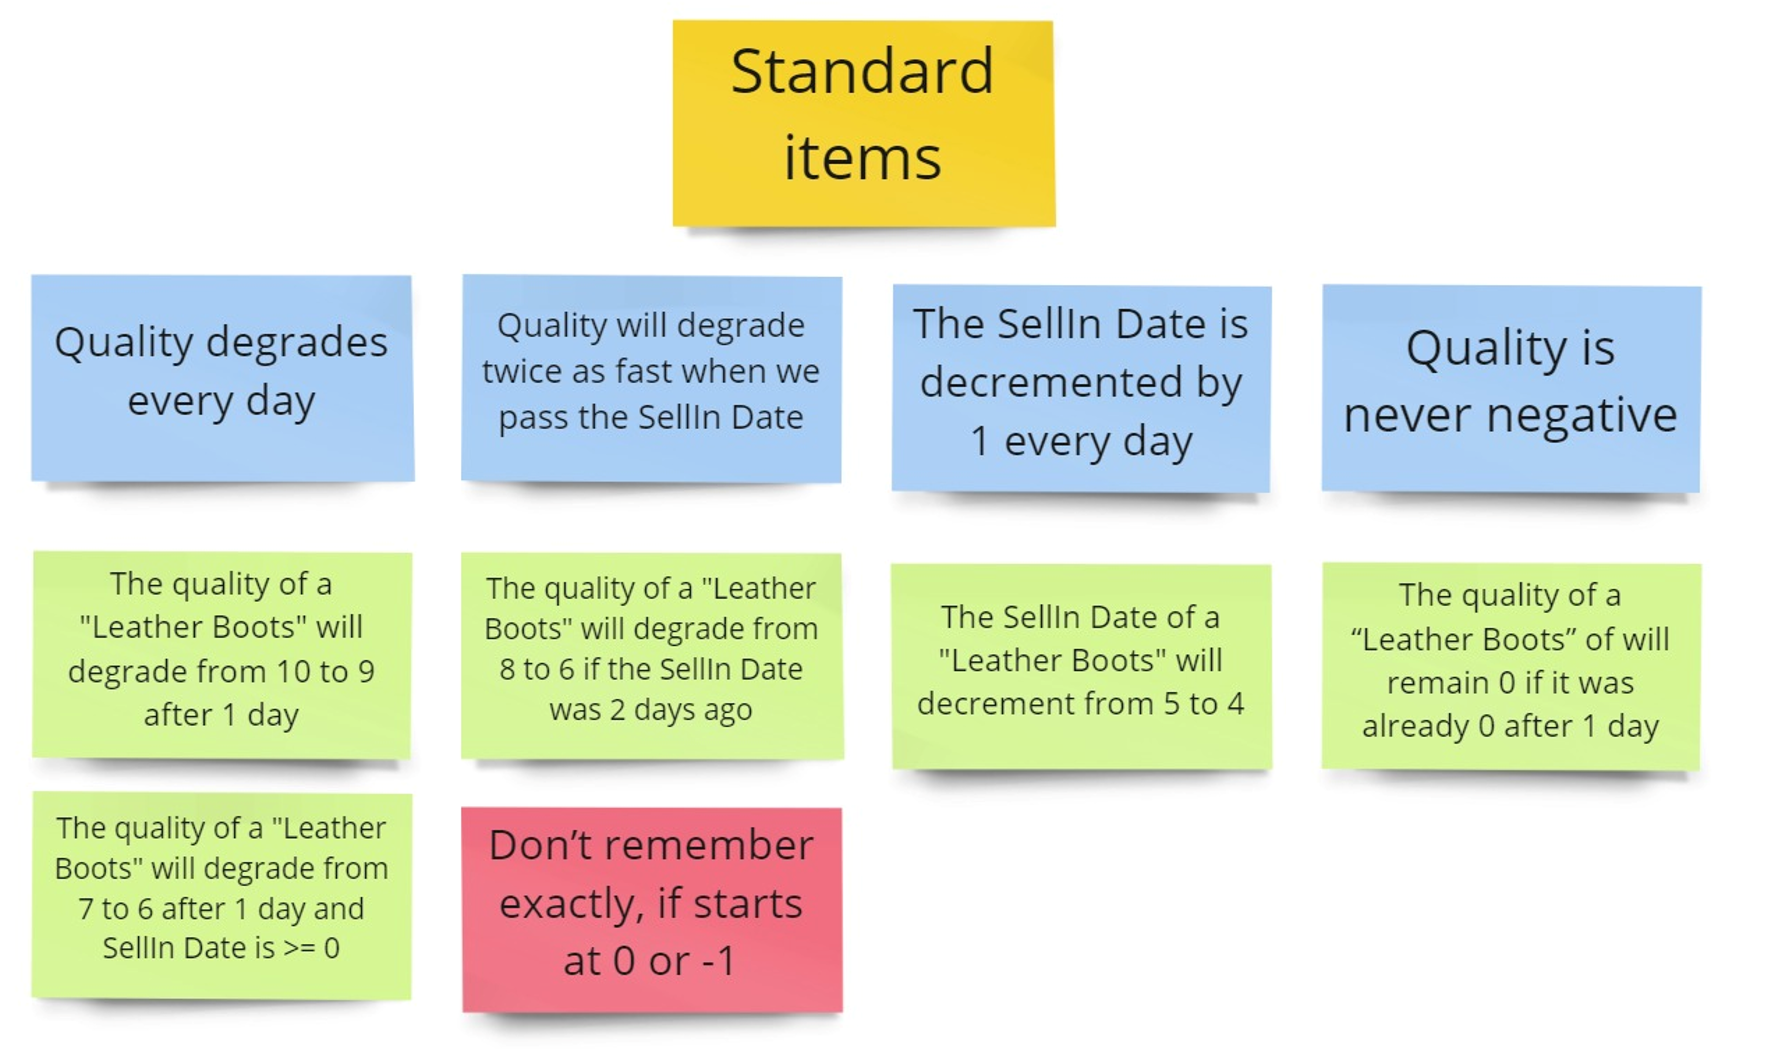 Standard
items
Quality degrades
every day
Quality will degrade
twice as fast when we
pass the SellIn Date
The SellIn Date is
decremented by
1 every day
Quality is
never negative
The quality of a
"Leather Boots" will
degrade from 10 to 9
after 1 day
The quality of a "Leather
Boots" will degrade from
8 to 6 if the SellIn Date
was 2 days ago
The SellIn Date of a
"Leather Boots" will
decrement from 5 to 4
The quality of a
“Leather Boots” of will
remain 0 if it was
already 0 after 1 day
The quality of a "Leather
Boots" will degrade from
7 to 6 after 1 day and
SellIn Date is >= 0
Don’t remember
exactly, if starts
at 0 or -1